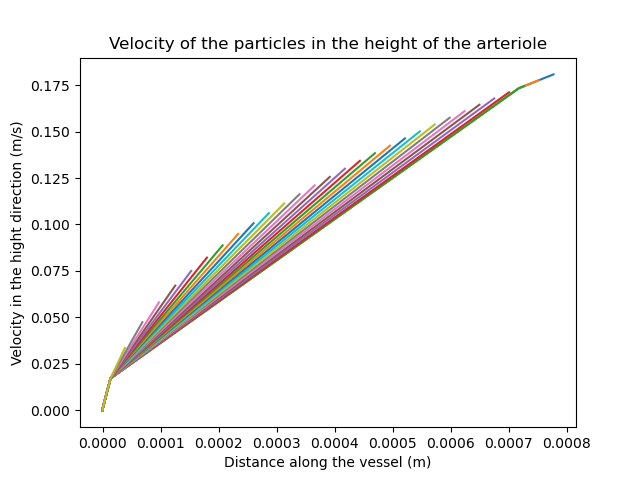 Velocity of the particles in the height of the arteriole
Velocity in the hight direction (m/s)
0.175
0.150
0.125
0.100
0.075
0.050
0.025
0.000
0.0000 0.0001 0.0002 0.0003 0.0004 0.0005 0.0006 0.0007 0.0008
Distance along the vessel (m)